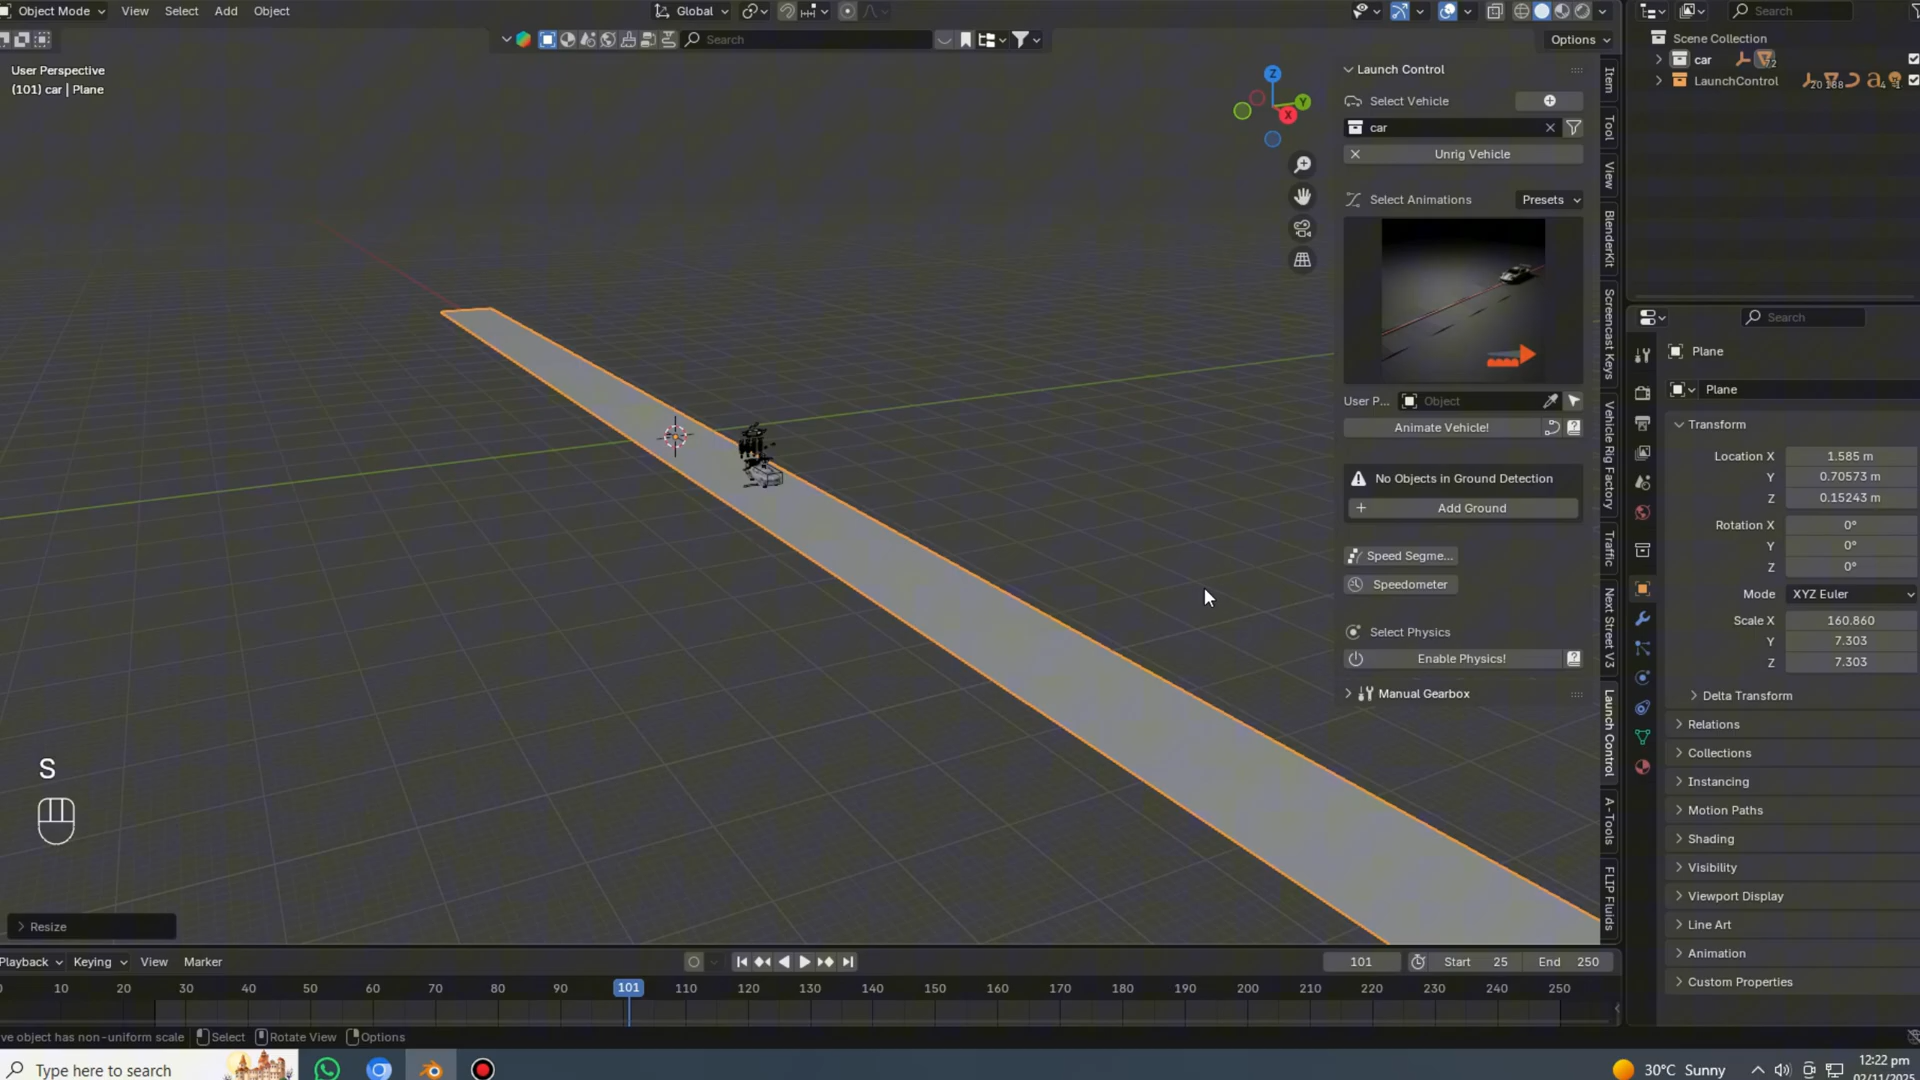 Object Mode View Select Add Object Global
Search
Search Options
User Perspective
(101) car | Plane
Z
Y
X
Launch Control
Select Vehicle
car
Unrig Vehicle
Select Animations Presets
User P... Object
Animate Vehicle!
No Objects in Ground Detection
Add Ground
Speed Segme...
Speedometer
Select Physics
Enable Physics!
Manual Gearbox
Item
Tool
View
BlenderKit
Screencast Keys
Vehicle Rig Factory
Traffic
Next Street V3
Launch Control
A-Tools
FLIP Fluids
Scene Collection
car 72
LaunchControl 20 188 4
Search
Plane
Plane
Transform
Location X 1.585 m
Y 0.70573 m
Z 0.15243 m
Rotation X 0°
Y 0°
Z 0°
Mode XYZ Euler
Scale X 160.860
Y 7.303
Z 7.303
Delta Transform
Relations
Collections
Instancing
Motion Paths
Shading
Visibility
Viewport Display
Line Art
Animation
Custom Properties
S
Resize
Playback Keying View Marker
101 Start 25 End 250
10 20 30 40 50 60 70 80 90 101 110 120 130 140 150 160 170 180 190 200 210 220 230 240 250
ve object has non-uniform scale Select Rotate View Options
Type here to search
30°C Sunny
12:22 pm
02/11/2025